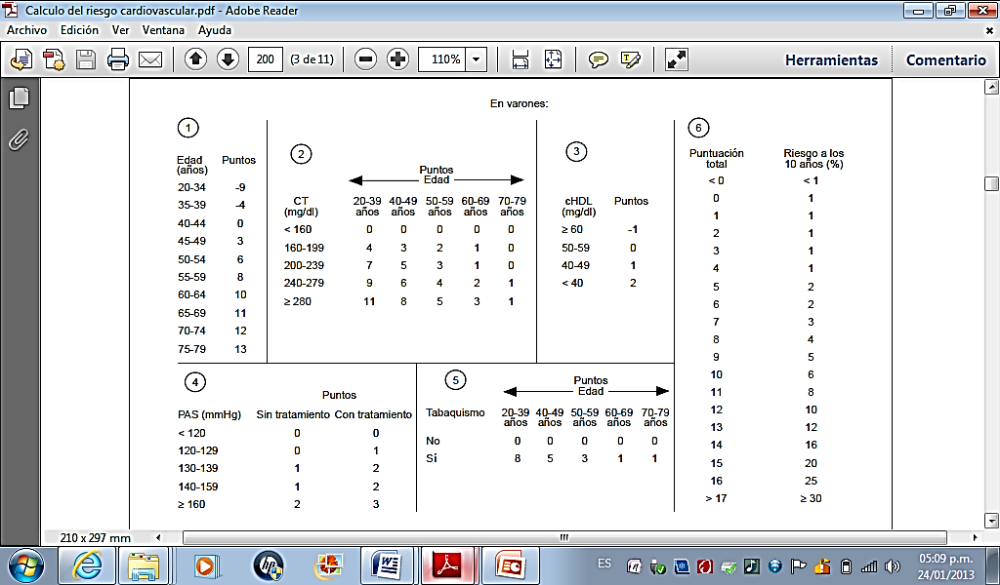 Calculo del riesgo cardiovascular.pdf - Adobe Reader
Archivo Edición Ver Ventana Ayuda
200 (3 de 11) 110% Herramientas Comentario
En varones:
1
Edad (años) Puntos
20-34 -9
35-39 -4
40-44 0
45-49 3
50-54 6
55-59 8
60-64 10
65-69 11
70-74 12
75-79 13
2
Puntos
Edad
CT (mg/dl) 20-39 años 40-49 años 50-59 años 60-69 años 70-79 años
< 160 0 0 0 0 0
160-199 4 3 2 1 0
200-239 7 5 3 1 0
240-279 9 6 4 2 1
≥ 280 11 8 5 3 1
3
cHDL (mg/dl) Puntos
≥ 60 -1
50-59 0
40-49 1
< 40 2
4
Puntos
PAS (mmHg) Sin tratamiento Con tratamiento
< 120 0 0
120-129 0 1
130-139 1 2
140-159 1 2
≥ 160 2 3
5
Puntos
Edad
Tabaquismo 20-39 años 40-49 años 50-59 años 60-69 años 70-79 años
No 0 0 0 0 0
Sí 8 5 3 1 1
6
Puntuación total Riesgo a los 10 años (%)
< 0 < 1
0 1
1 1
2 1
3 1
4 1
5 2
6 2
7 3
8 4
9 5
10 6
11 8
12 10
13 12
14 16
15 20
16 25
> 17 ≥ 30
210 x 297 mm
ES
05:09 p.m.
24/01/2013